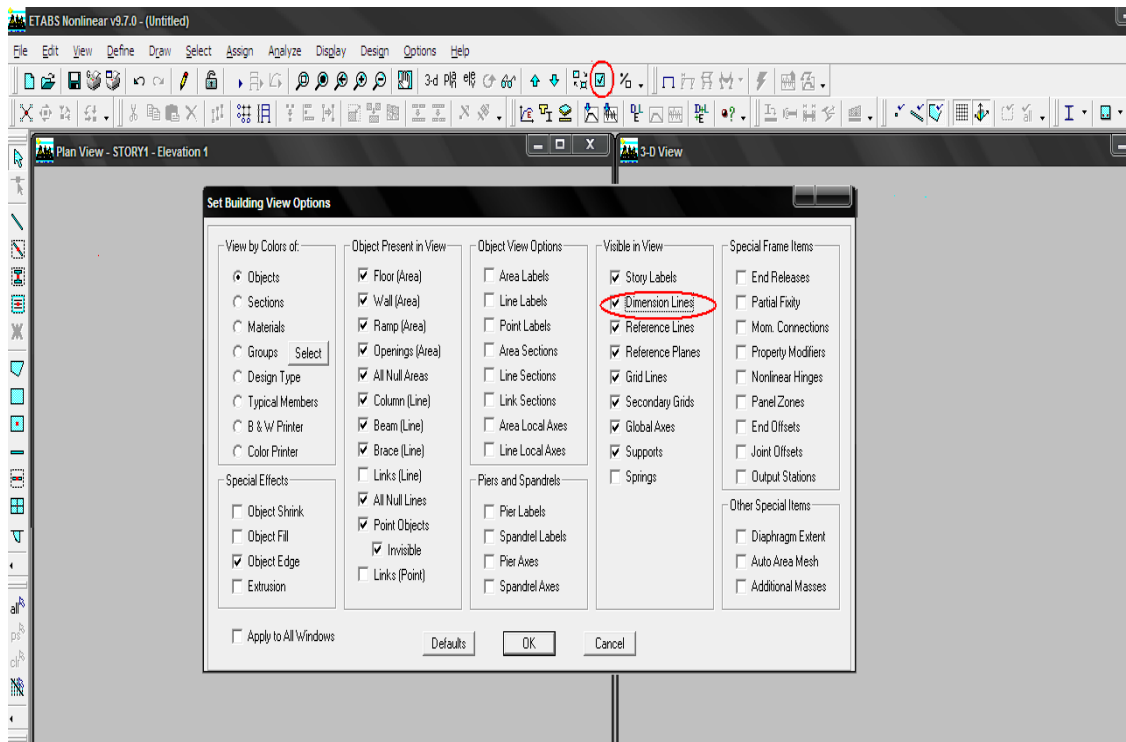 ETABS Nonlinear v9.7.0 - (Untitled)
File Edit View Define Draw Select Assign Analyze Display Design Options Help
3-d
Plan View - STORY1 - Elevation 1
3-D View
Set Building View Options
View by Colors of:
Objects
Sections
Materials
Groups Select
Design Type
Typical Members
B & W Printer
Color Printer
Special Effects
Object Shrink
Object Fill
Object Edge
Extrusion
Object Present in View
Floor (Area)
Wall (Area)
Ramp (Area)
Openings (Area)
All Null Areas
Column (Line)
Beam (Line)
Brace (Line)
Links (Line)
All Null Lines
Point Objects
Invisible
Links (Point)
Object View Options
Area Labels
Line Labels
Point Labels
Area Sections
Line Sections
Link Sections
Area Local Axes
Line Local Axes
Piers and Spandrels
Pier Labels
Spandrel Labels
Pier Axes
Spandrel Axes
Visible in View
Story Labels
Dimension Lines
Reference Lines
Reference Planes
Grid Lines
Secondary Grids
Global Axes
Supports
Springs
Special Frame Items
End Releases
Partial Fixity
Mom. Connections
Property Modifiers
Nonlinear Hinges
Panel Zones
End Offsets
Joint Offsets
Output Stations
Other Special Items
Diaphragm Extent
Auto Area Mesh
Additional Masses
Apply to All Windows
Defaults OK Cancel
all
ps
clr